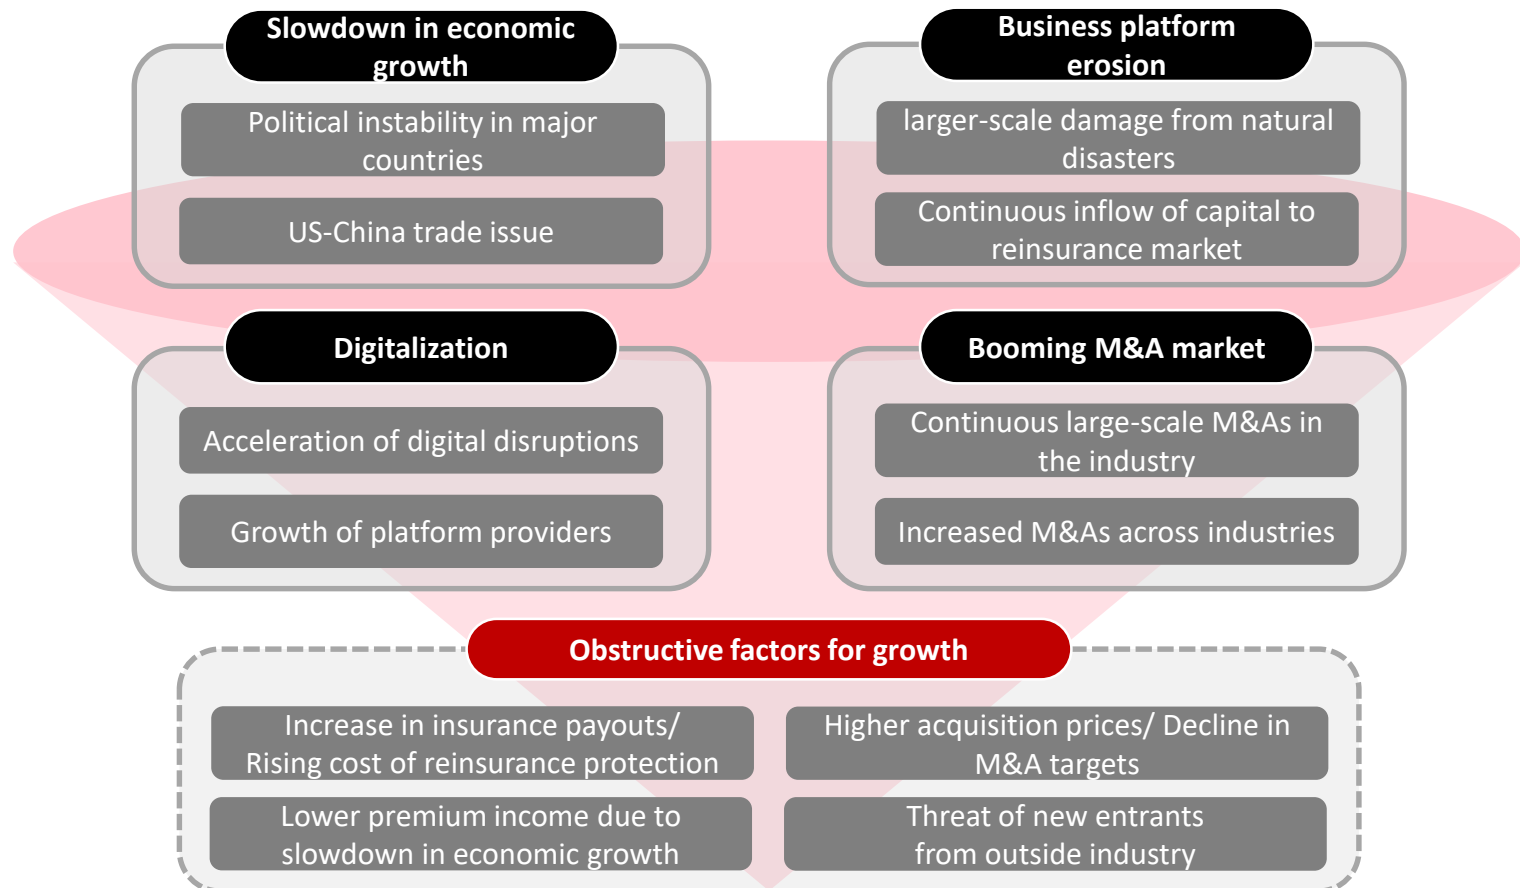 Slowdown in economic
growth
Political instability in major
countries
US-China trade issue
Business platform
erosion
larger-scale damage from natural
disasters
Continuous inflow of capital to
reinsurance market
Digitalization
Acceleration of digital disruptions
Growth of platform providers
Booming M&A market
Continuous large-scale M&As in
the industry
Increased M&As across industries
Obstructive factors for growth
Increase in insurance payouts/
Rising cost of reinsurance protection
Higher acquisition prices/ Decline in
M&A targets
Lower premium income due to
slowdown in economic growth
Threat of new entrants
from outside industry